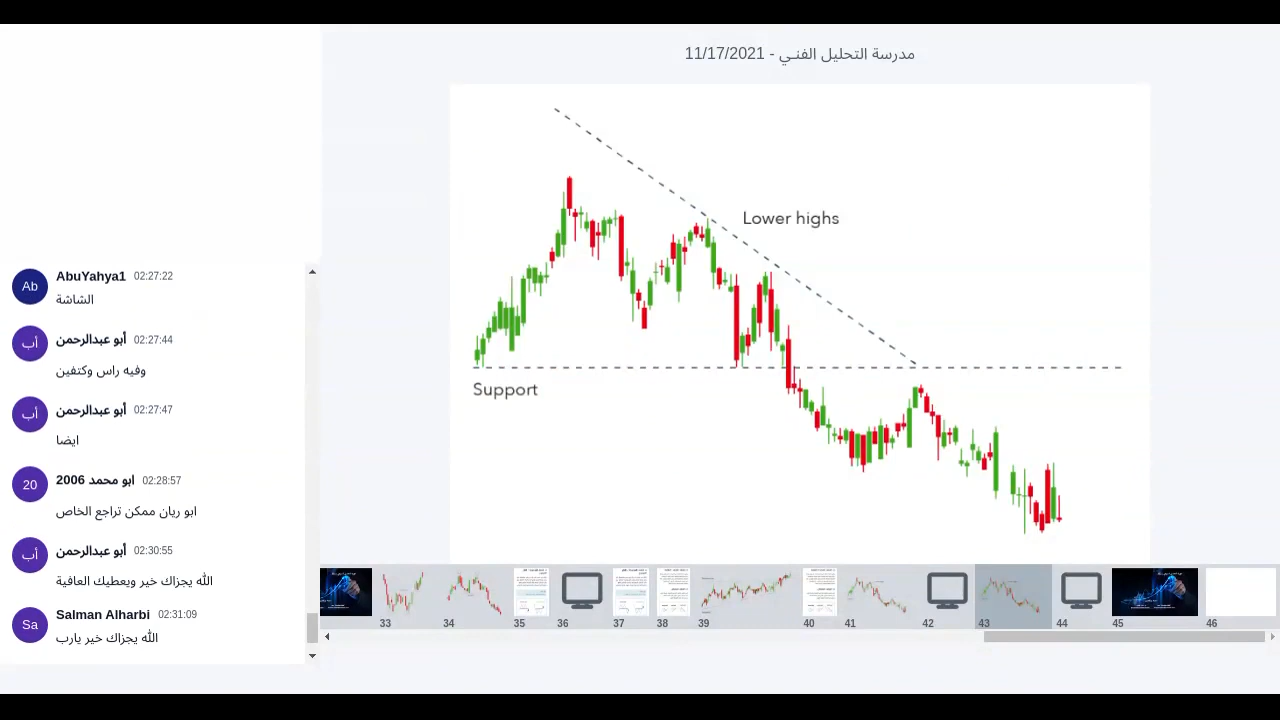 مدرسة التحليل الفني - 11/17/2021
Lower highs
Support
Ab
AbuYahya1 02:27:22
الشاشة
أب
أبو عبدالرحمن 02:27:44
وفيه راس وكتفين
أب
أبو عبدالرحمن 02:27:47
ايضا
20
ابو محمد 2006 02:28:57
ابو ريان ممكن تراجع الخاص
أب
أبو عبدالرحمن 02:30:55
الله يجزاك خير ويعطيك العافية
Sa
Salman Alharbi 02:31:09
الله يجزاك خير يارب
33 34 35 36 37 38 39 40 41 42 43 44 45 46